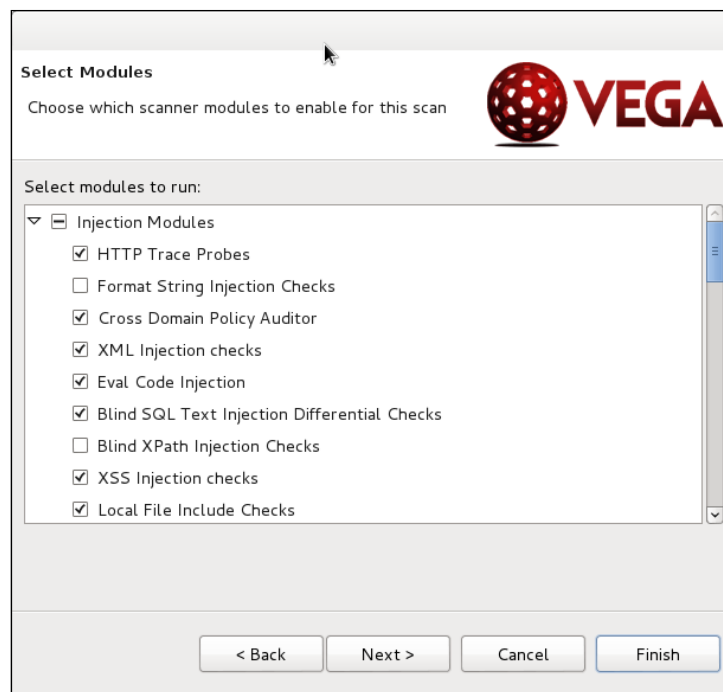 Select Modules
Choose which scanner modules to enable for this scan
VEGA
Select modules to run:
Injection Modules
HTTP Trace Probes
Format String Injection Checks
Cross Domain Policy Auditor
XML Injection checks
Eval Code Injection
Blind SQL Text Injection Differential Checks
Blind XPath Injection Checks
XSS Injection checks
Local File Include Checks
< Back
Next >
Cancel
Finish